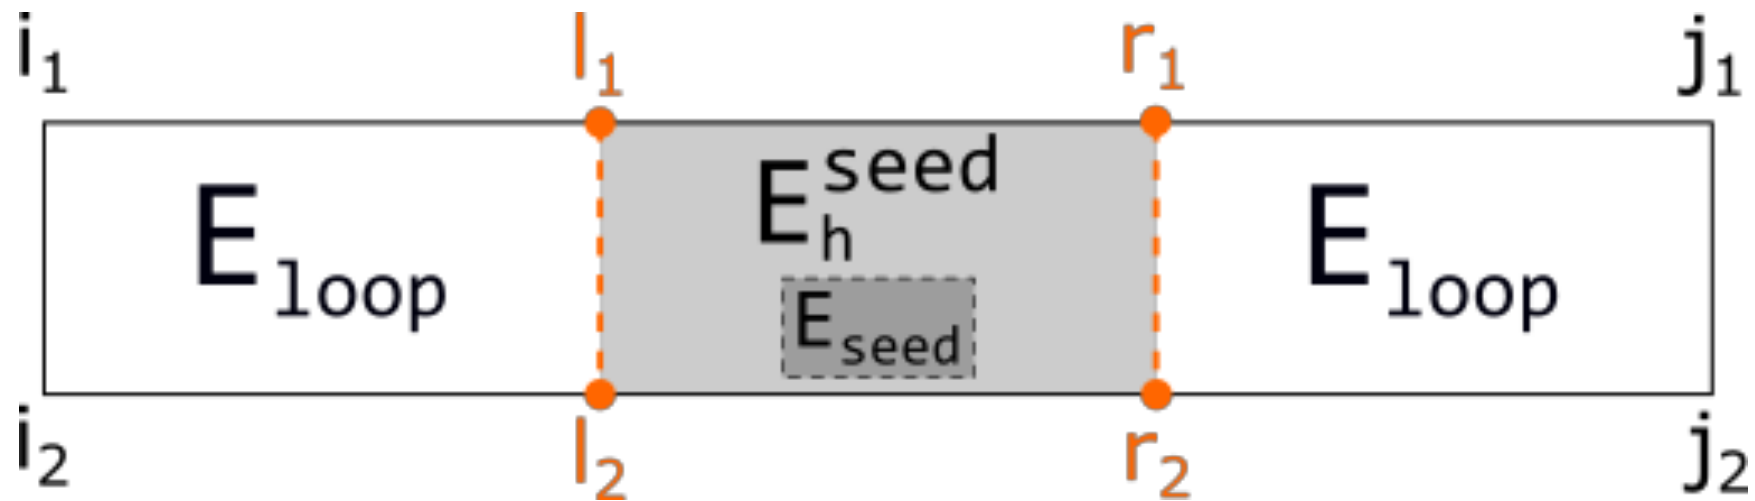 i₁ l₁ r₁ j₁
E_loop E_h^seed E_loop
E_seed
i₂ l₂ r₂ j₂